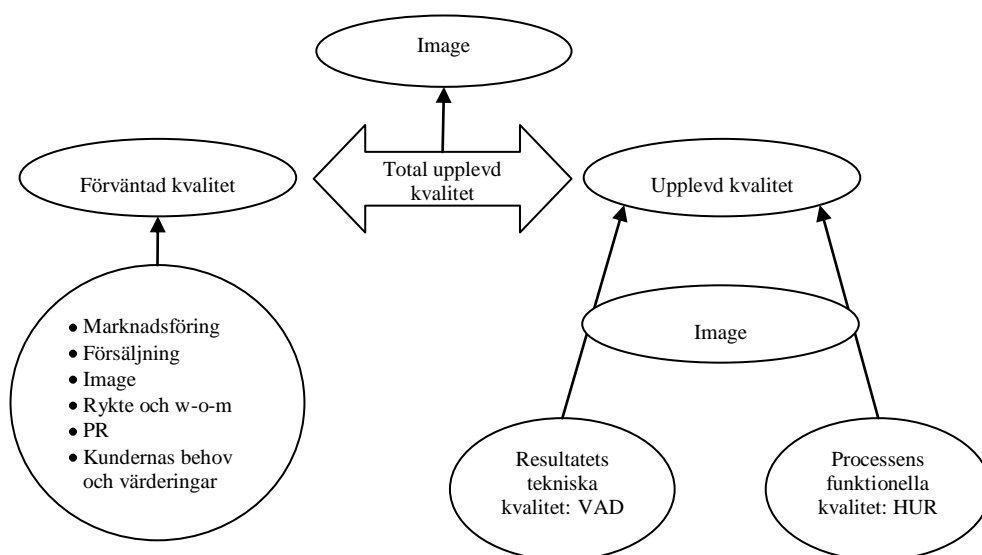 Image
Förväntad kvalitet
Total upplevd
kvalitet
Upplevd kvalitet
• Marknadsföring
• Försäljning
• Image
• Rykte och w-o-m
• PR
• Kundernas behov
och värderingar
Image
Resultatets
tekniska
kvalitet: VAD
Processens
funktionella
kvalitet: HUR